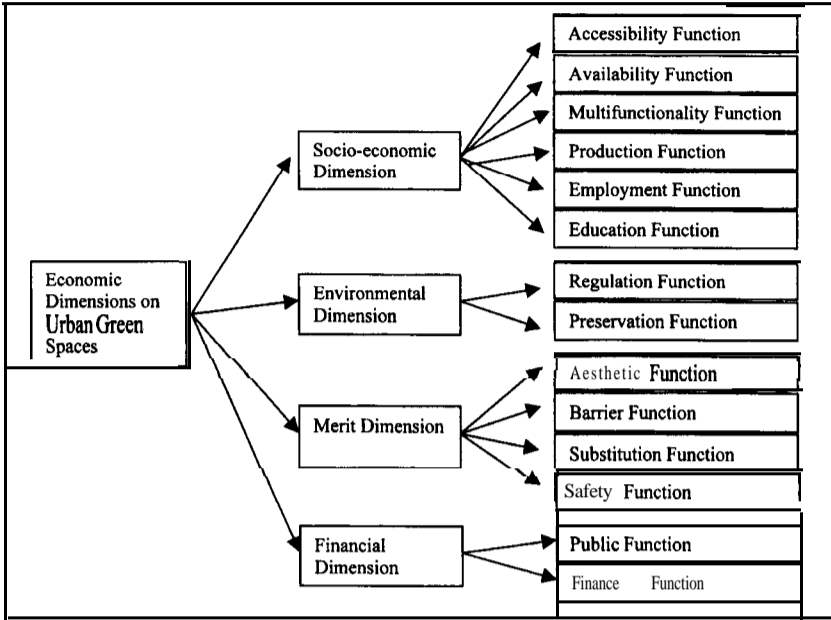 Economic
Dimensions on
Urban Green
Spaces
Socio-economic
Dimension
Accessibility Function
Availability Function
Multifunctionality Function
Production Function
Employment Function
Education Function
Environmental
Dimension
Regulation Function
Preservation Function
Merit Dimension
Aesthetic Function
Barrier Function
Substitution Function
Safety Function
Financial
Dimension
Public Function
Finance Function